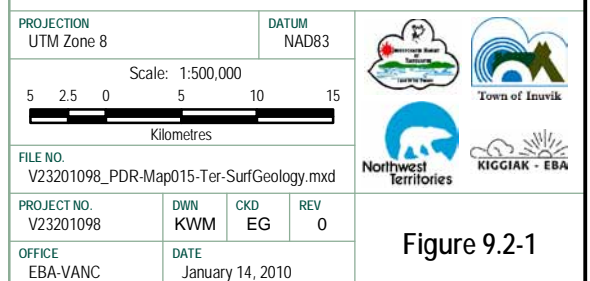 PROJECTION
UTM Zone 8
DATUM
NAD83
Scale: 1:500,000
5 2.5 0 5 10 15
Kilometres
FILE NO.
V23201098_PDR-Map015-Ter-SurfGeology.mxd
PROJECT NO.
V23201098
DWN
KWM
CKD
EG
REV
0
OFFICE
EBA-VANC
DATE
January 14, 2010
Town of Inuvik
Northwest
Territories
KIGGIAK - EBA
Figure 9.2-1